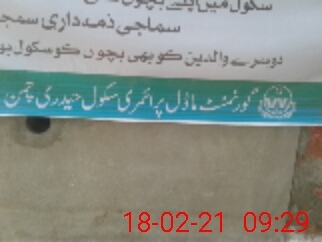 سکول میں اپنے بچوں
سماجی ذمہ داری سمجھ
دوسرے والدین کو بھی بچوں کو سکول
گورنمنٹ ماڈل پرائمری سکول حیدری چمن
18-02-21 09:29